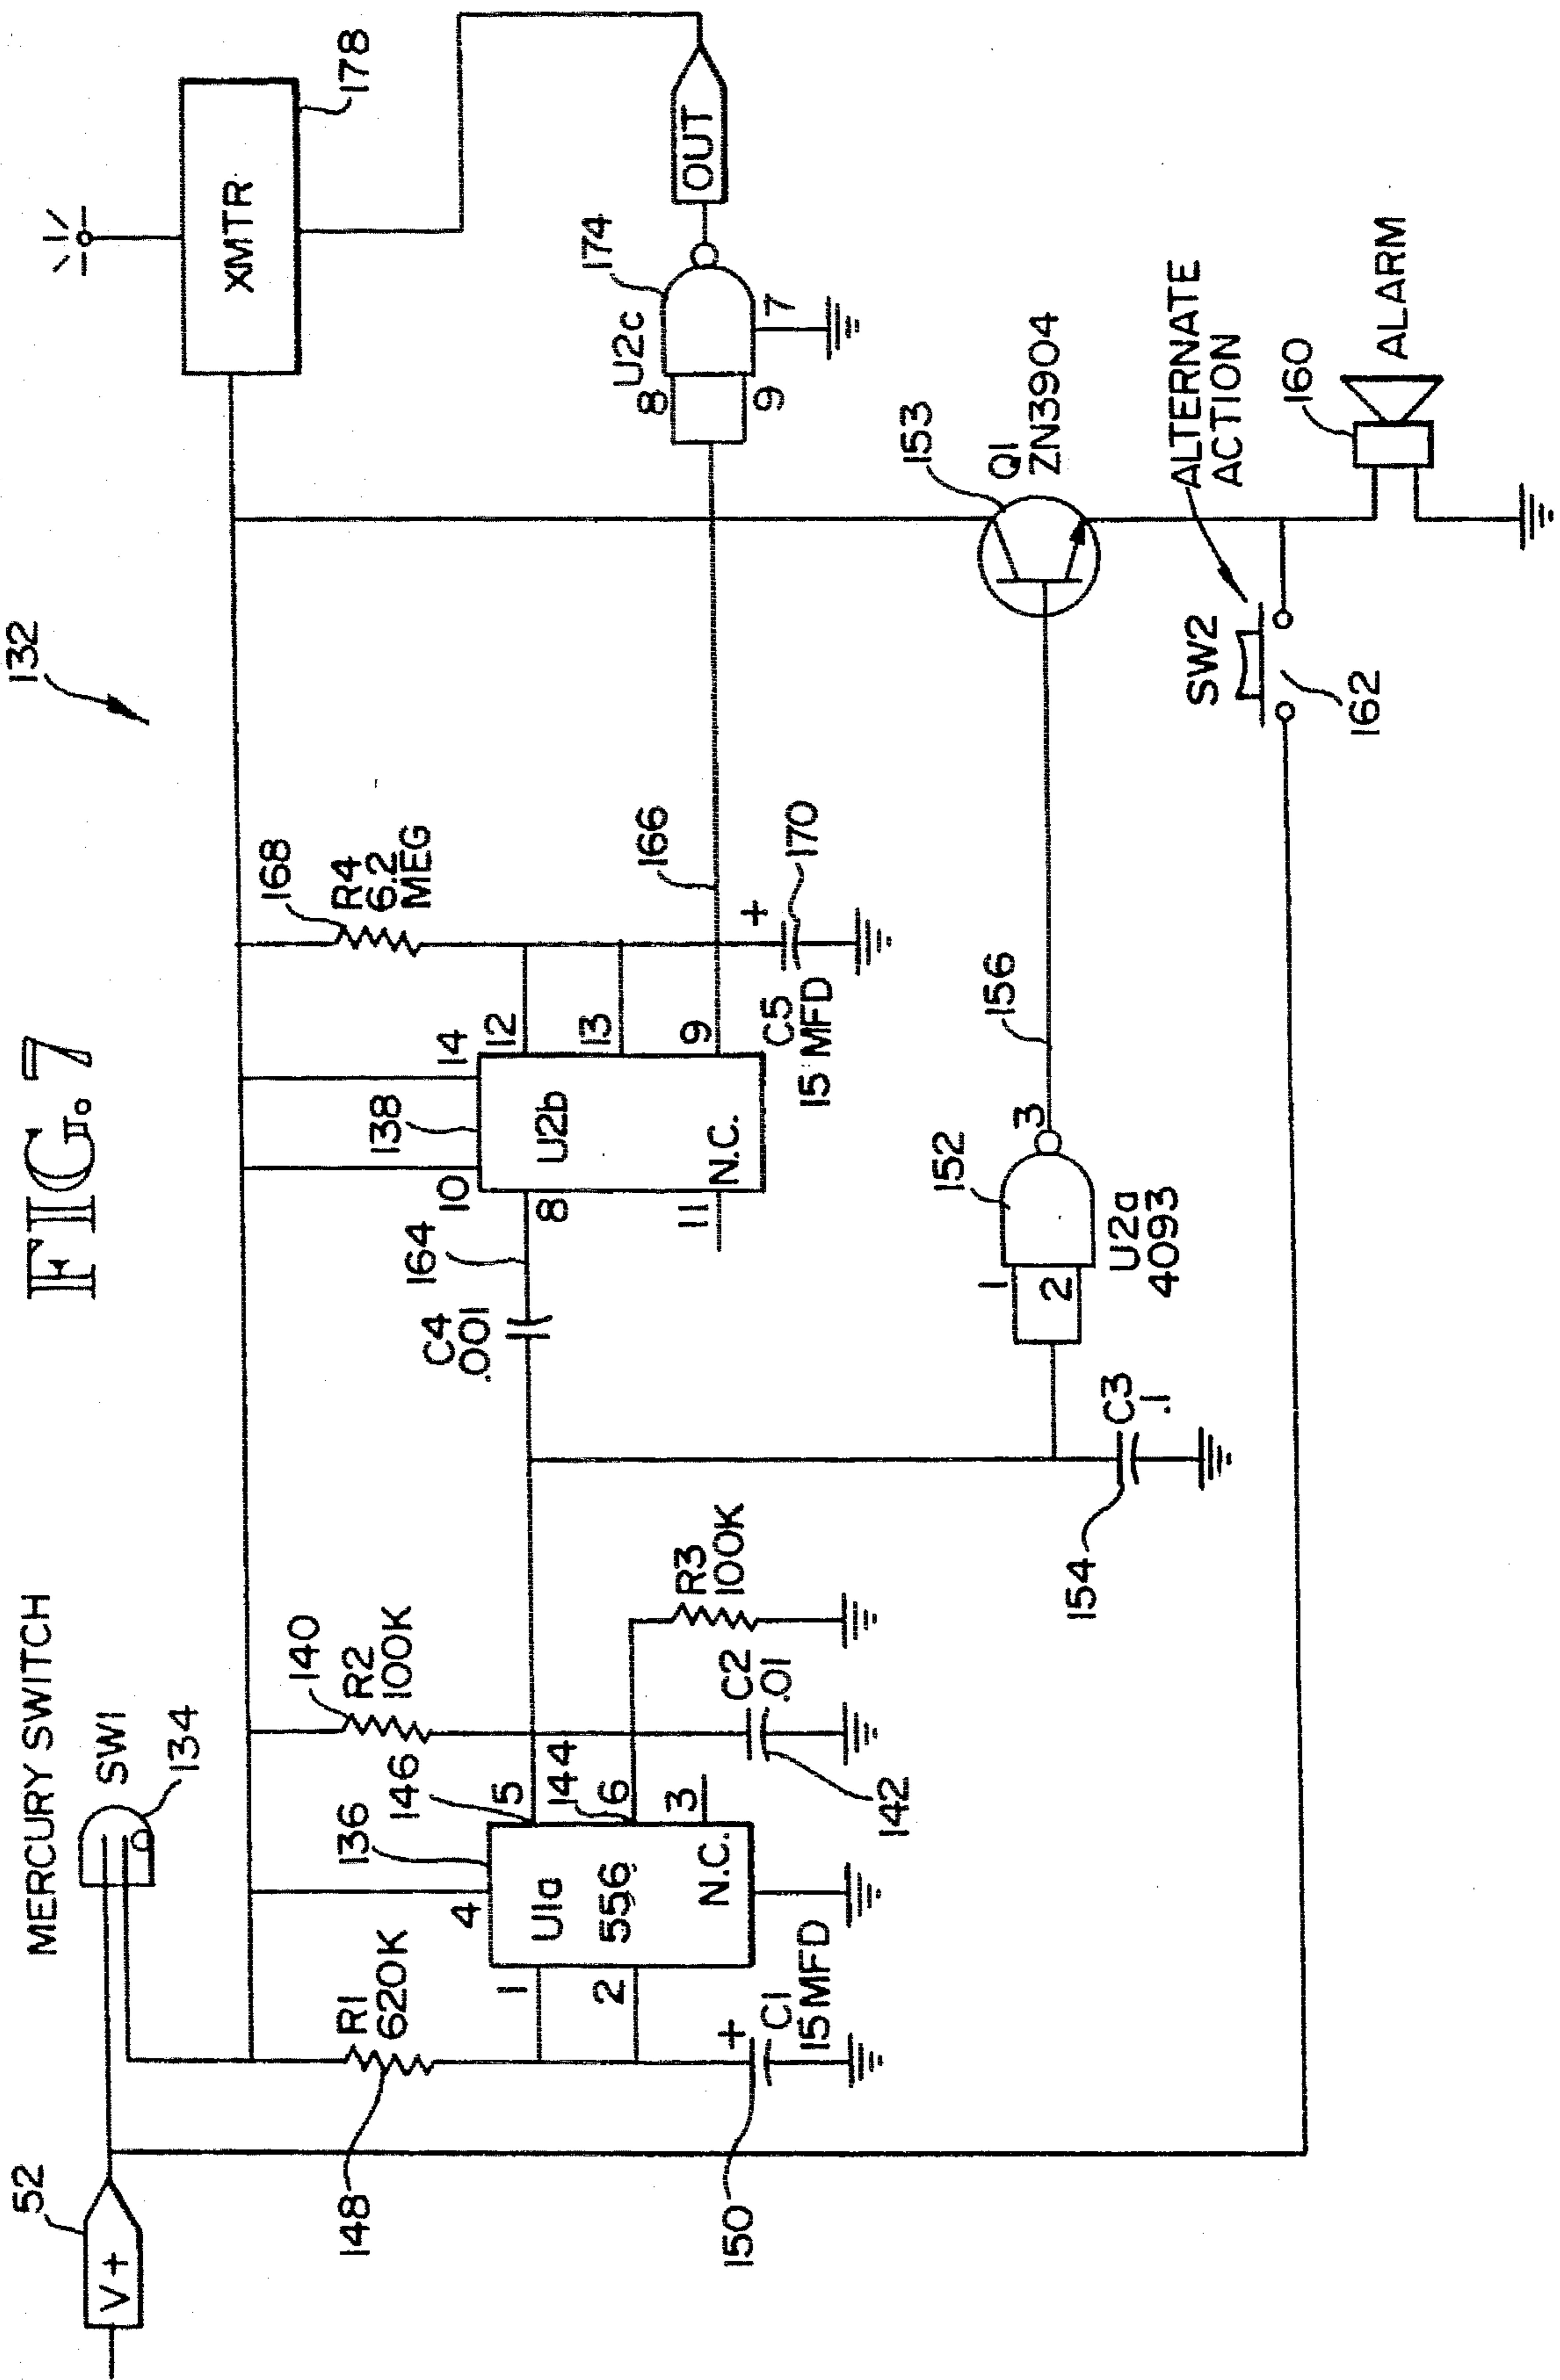 FIG. 7
132
MERCURY SWITCH
SW1
134
52
V+
R1
620K
148
150
C1
15 MFD
+
1
2
4
136
U1a
556
N.C.
3
5
146
144
6
140
R2
100K
C2
.01
142
R3
100K
C3
.1
154
C4
.001
164
10
8
11
138
U2b
N.C.
14
12
13
9
168
R4
6.2
MEG
166
+
170
C5
15 MFD
1
2
152
U2a
4093
3
156
153
Q1
ZN3904
8
9
U2c
174
7
OUT
XMTR
178
SW2
162
ALTERNATE
ACTION
160
ALARM